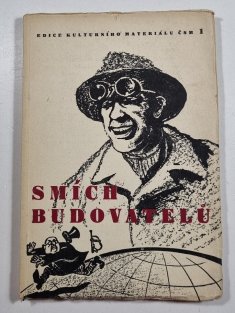 EDICE KULTURNÍHO MATERIÁLU ČSM 1
SMÍCH
BUDOVATELŮ